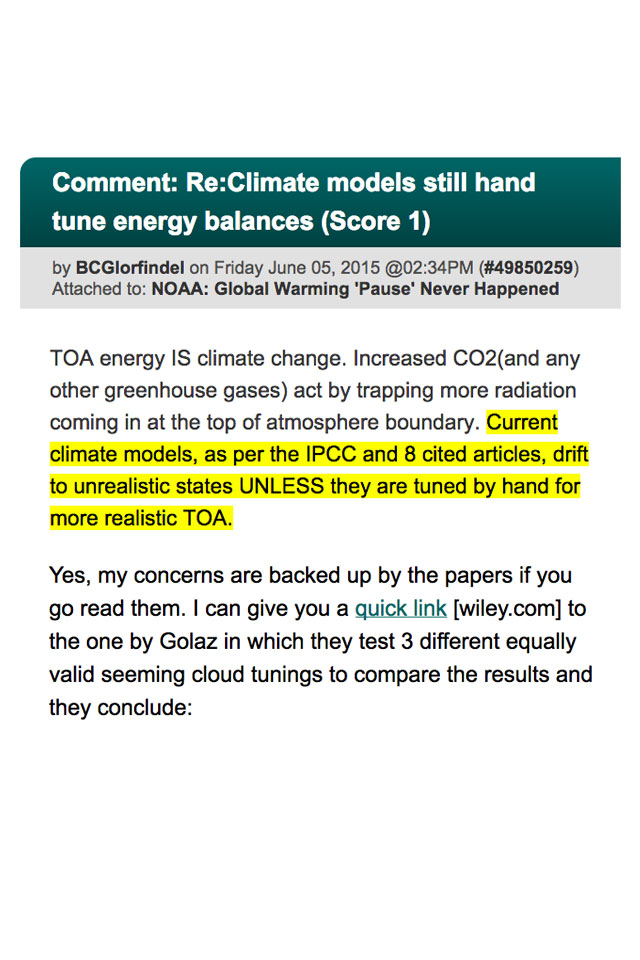 Comment: Re:Climate models still hand
tune energy balances (Score 1)
by BCGlorfindel on Friday June 05, 2015 @02:34PM (#49850259)
Attached to: NOAA: Global Warming 'Pause' Never Happened
TOA energy IS climate change. Increased CO2(and any
other greenhouse gases) act by trapping more radiation
coming in at the top of atmosphere boundary. Current
climate models, as per the IPCC and 8 cited articles, drift
to unrealistic states UNLESS they are tuned by hand for
more realistic TOA.
Yes, my concerns are backed up by the papers if you
go read them. I can give you a quick link [wiley.com] to
the one by Golaz in which they test 3 different equally
valid seeming cloud tunings to compare the results and
they conclude: